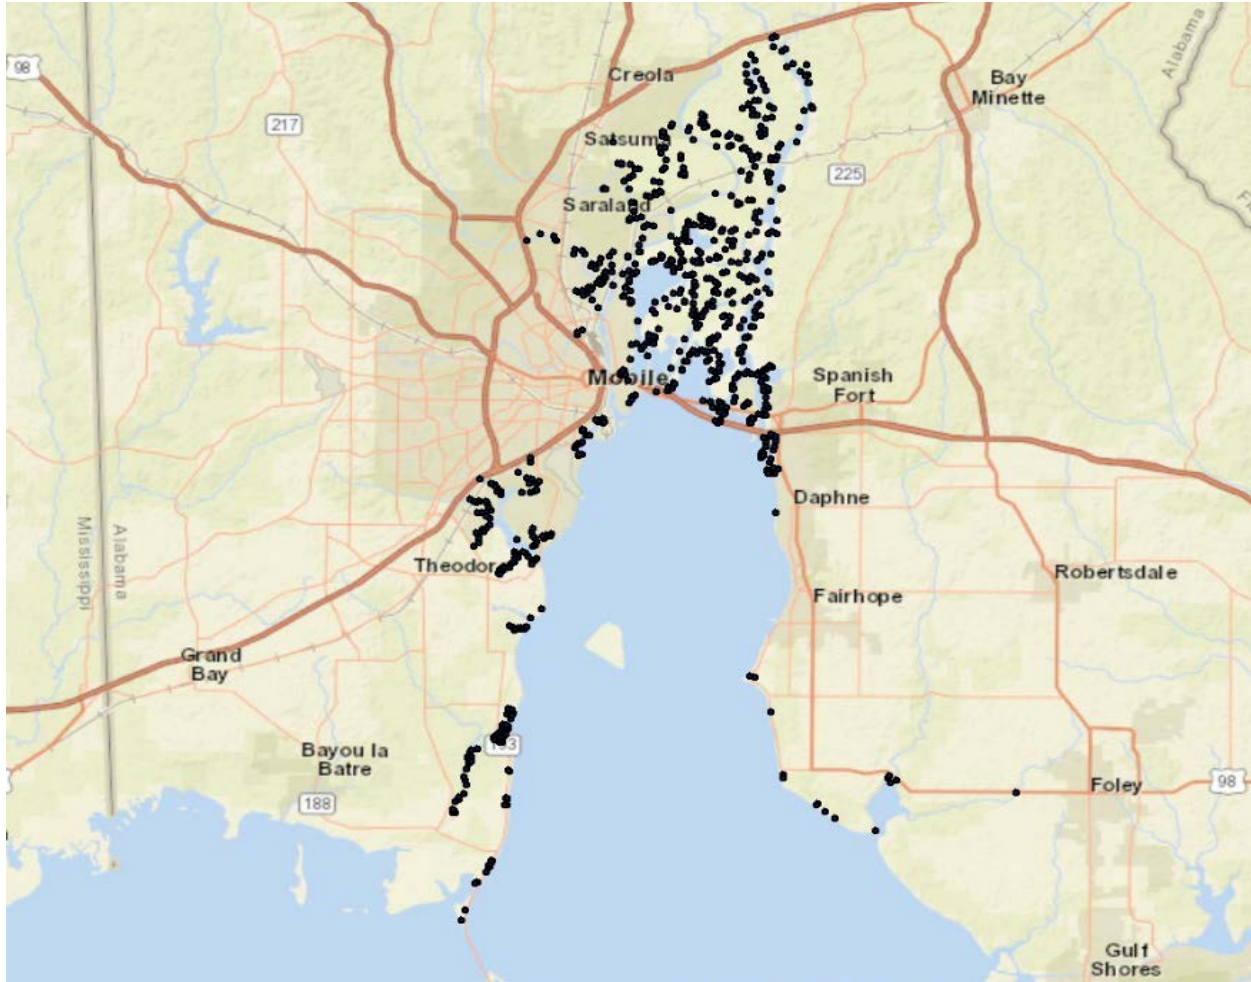 Alabama
98
Creola
Bay
Minette
217
Satsuma
225
Saraland
Mobile
Spanish
Fort
Daphne
Mississippi
Alabama
Theodor
Robertsdale
Fairhope
Grand
Bay
193
Bayou la
Batre
188
Foley
98
Gulf
Shores